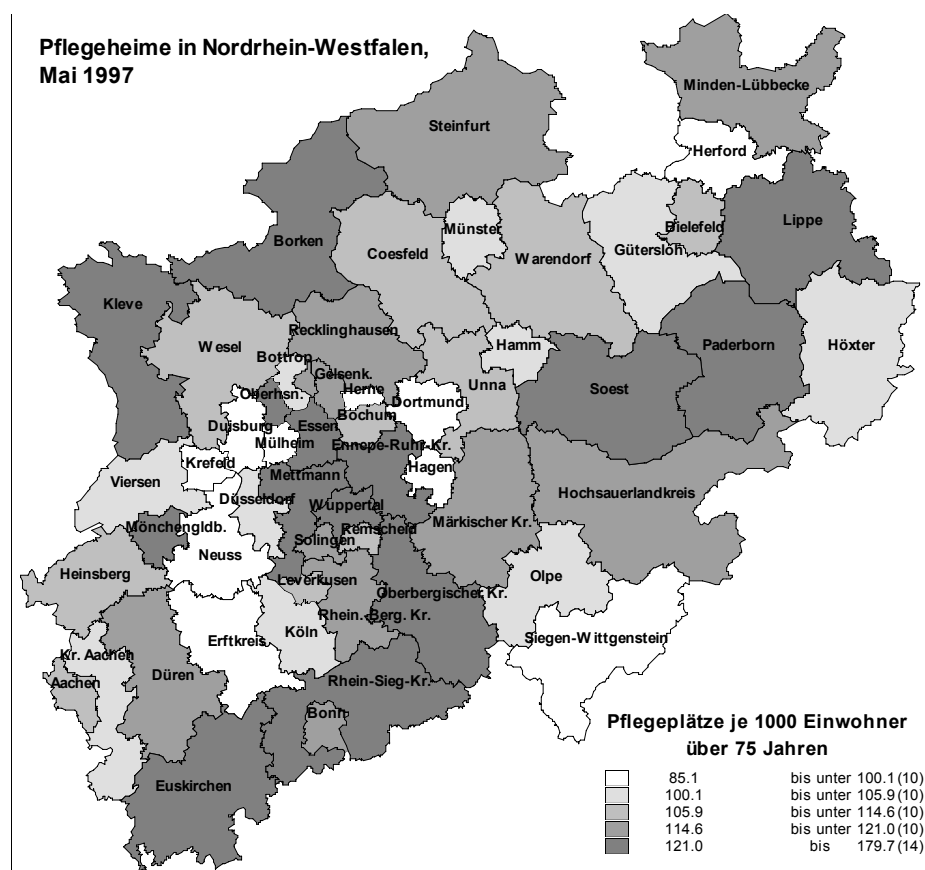 Pflegeheime in Nordrhein-Westfalen,
Mai 1997
Minden-Lübbecke
Steinfurt
Herford
Lippe
Borken
Münster
Bielefeld
Coesfeld
Warendorf
Gütersloh
Kleve
Recklinghausen
Wesel
Hamm
Paderborn
Höxter
Bottrop
Gelsenk.
Unna
Soest
Oberhsn.
Herne
Dortmund
Bochum
Duisburg
Essen
Mülheim
Ennepe-Ruhr-Kr.
Krefeld
Hagen
Viersen
Mettmann
Düsseldorf
Hochsauerlandkreis
Wuppertal
Mönchengldb.
Remscheid
Märkischer Kr.
Solingen
Neuss
Heinsberg
Leverkusen
Olpe
Oberbergischer Kr.
Rhein.-Berg. Kr.
Köln
Erftkreis
Siegen-Wittgenstein
Kr. Aachen
Düren
Aachen
Rhein-Sieg-Kr.
Bonn
Euskirchen
Pflegeplätze je 1000 Einwohner
über 75 Jahren
85.1 bis unter 100.1 (10)
100.1 bis unter 105.9 (10)
105.9 bis unter 114.6 (10)
114.6 bis unter 121.0 (10)
121.0 bis 179.7 (14)